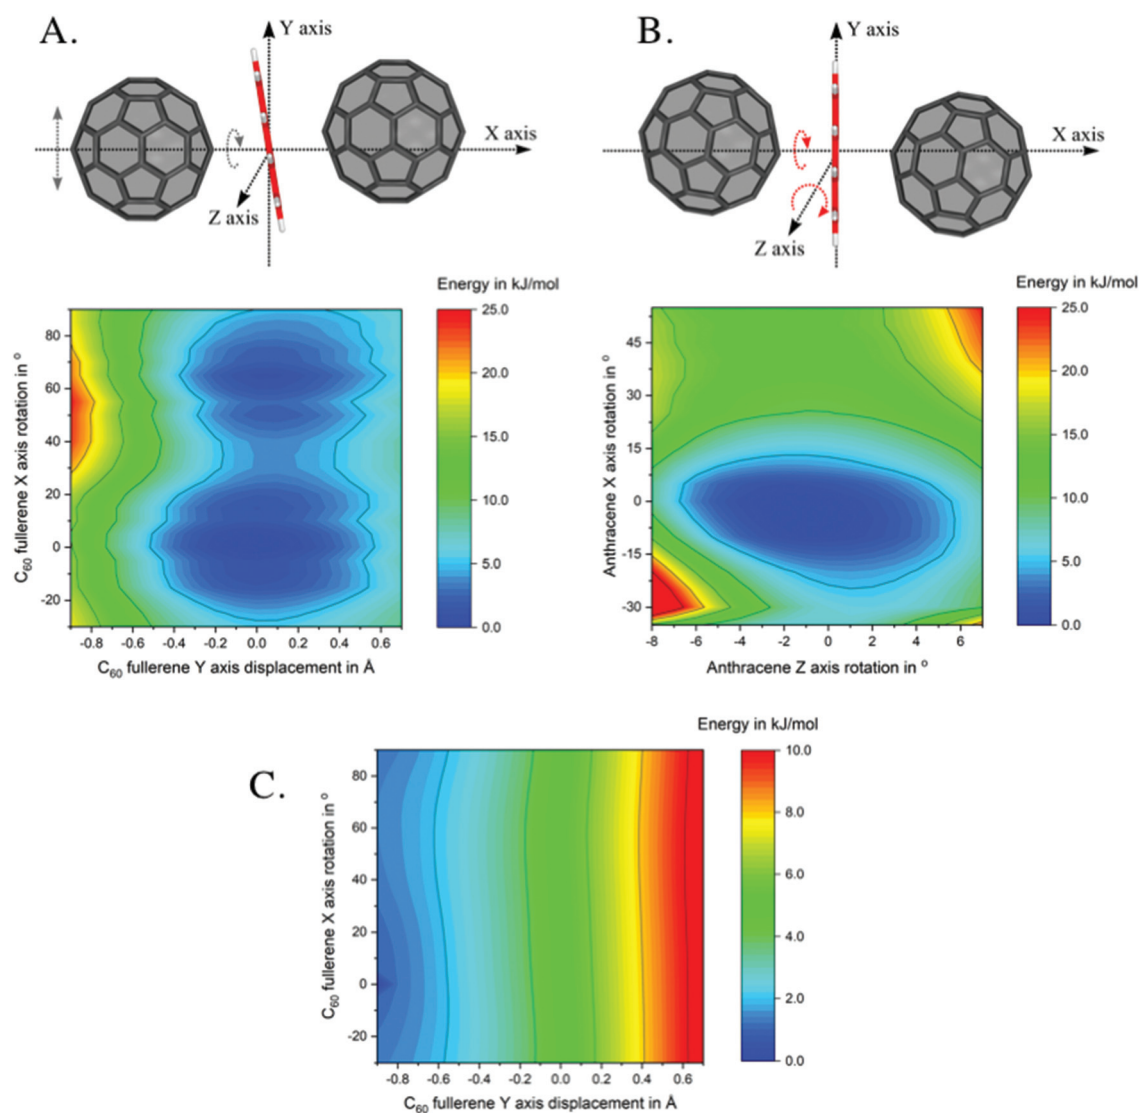 A.
Y axis
X axis
Z axis
B.
Y axis
X axis
Z axis
Energy in kJ/mol
25.0
20.0
15.0
10.0
5.0
0.0
C₆₀ fullerene X axis rotation in °
80
60
40
20
0
-20
-0.8 -0.6 -0.4 -0.2 0.0 0.2 0.4 0.6
C₆₀ fullerene Y axis displacement in Å
Energy in kJ/mol
25.0
20.0
15.0
10.0
5.0
0.0
Anthracene X axis rotation in °
45
30
15
0
-15
-30
-8 -6 -4 -2 0 2 4 6
Anthracene Z axis rotation in °
C.
Energy in kJ/mol
10.0
8.0
6.0
4.0
2.0
0.0
C₆₀ fullerene X axis rotation in °
80
60
40
20
0
-20
-0.8 -0.6 -0.4 -0.2 0.0 0.2 0.4 0.6
C₆₀ fullerene Y axis displacement in Å